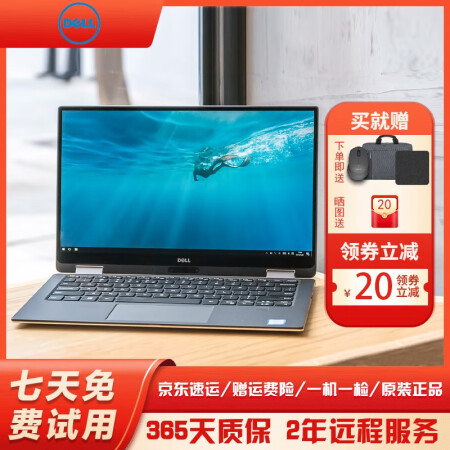 DELL
买就赠
下单即送
晒图送
20
领券立减
￥20 领券立减
DELL
七天免费试用
京东速运/赠运费险/一机一检/原装正品
365天质保 2年远程服务